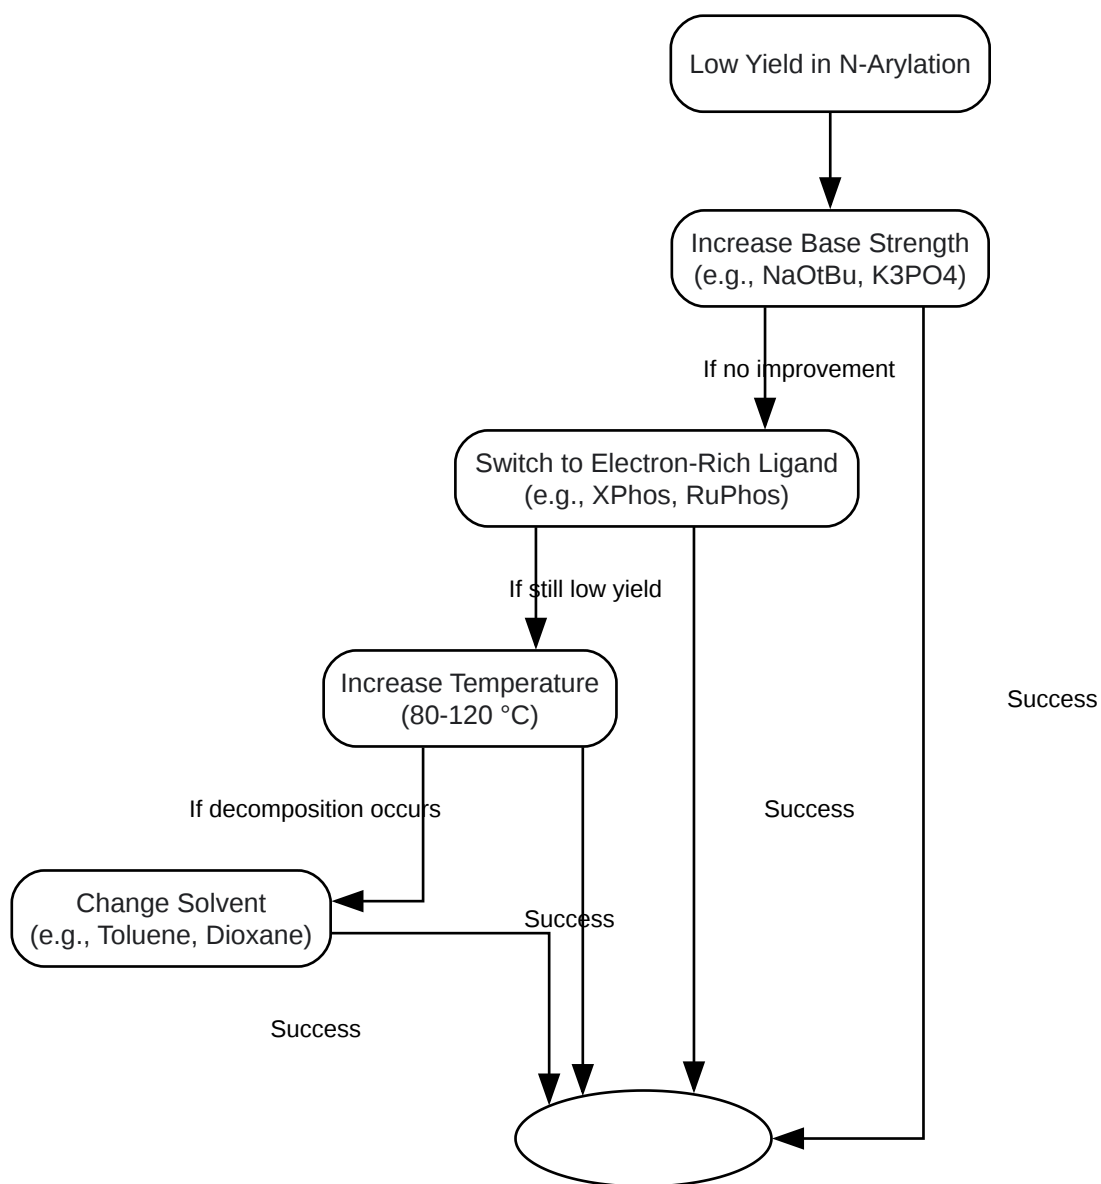 Low Yield in N-Arylation
Increase Base Strength
(e.g., NaOtBu, K3PO4)
If no improvement
Switch to Electron-Rich Ligand
(e.g., XPhos, RuPhos)
If still low yield
Increase Temperature
(80-120 °C)
Success
If decomposition occurs
Success
Change Solvent
(e.g., Toluene, Dioxane)
Success
Success